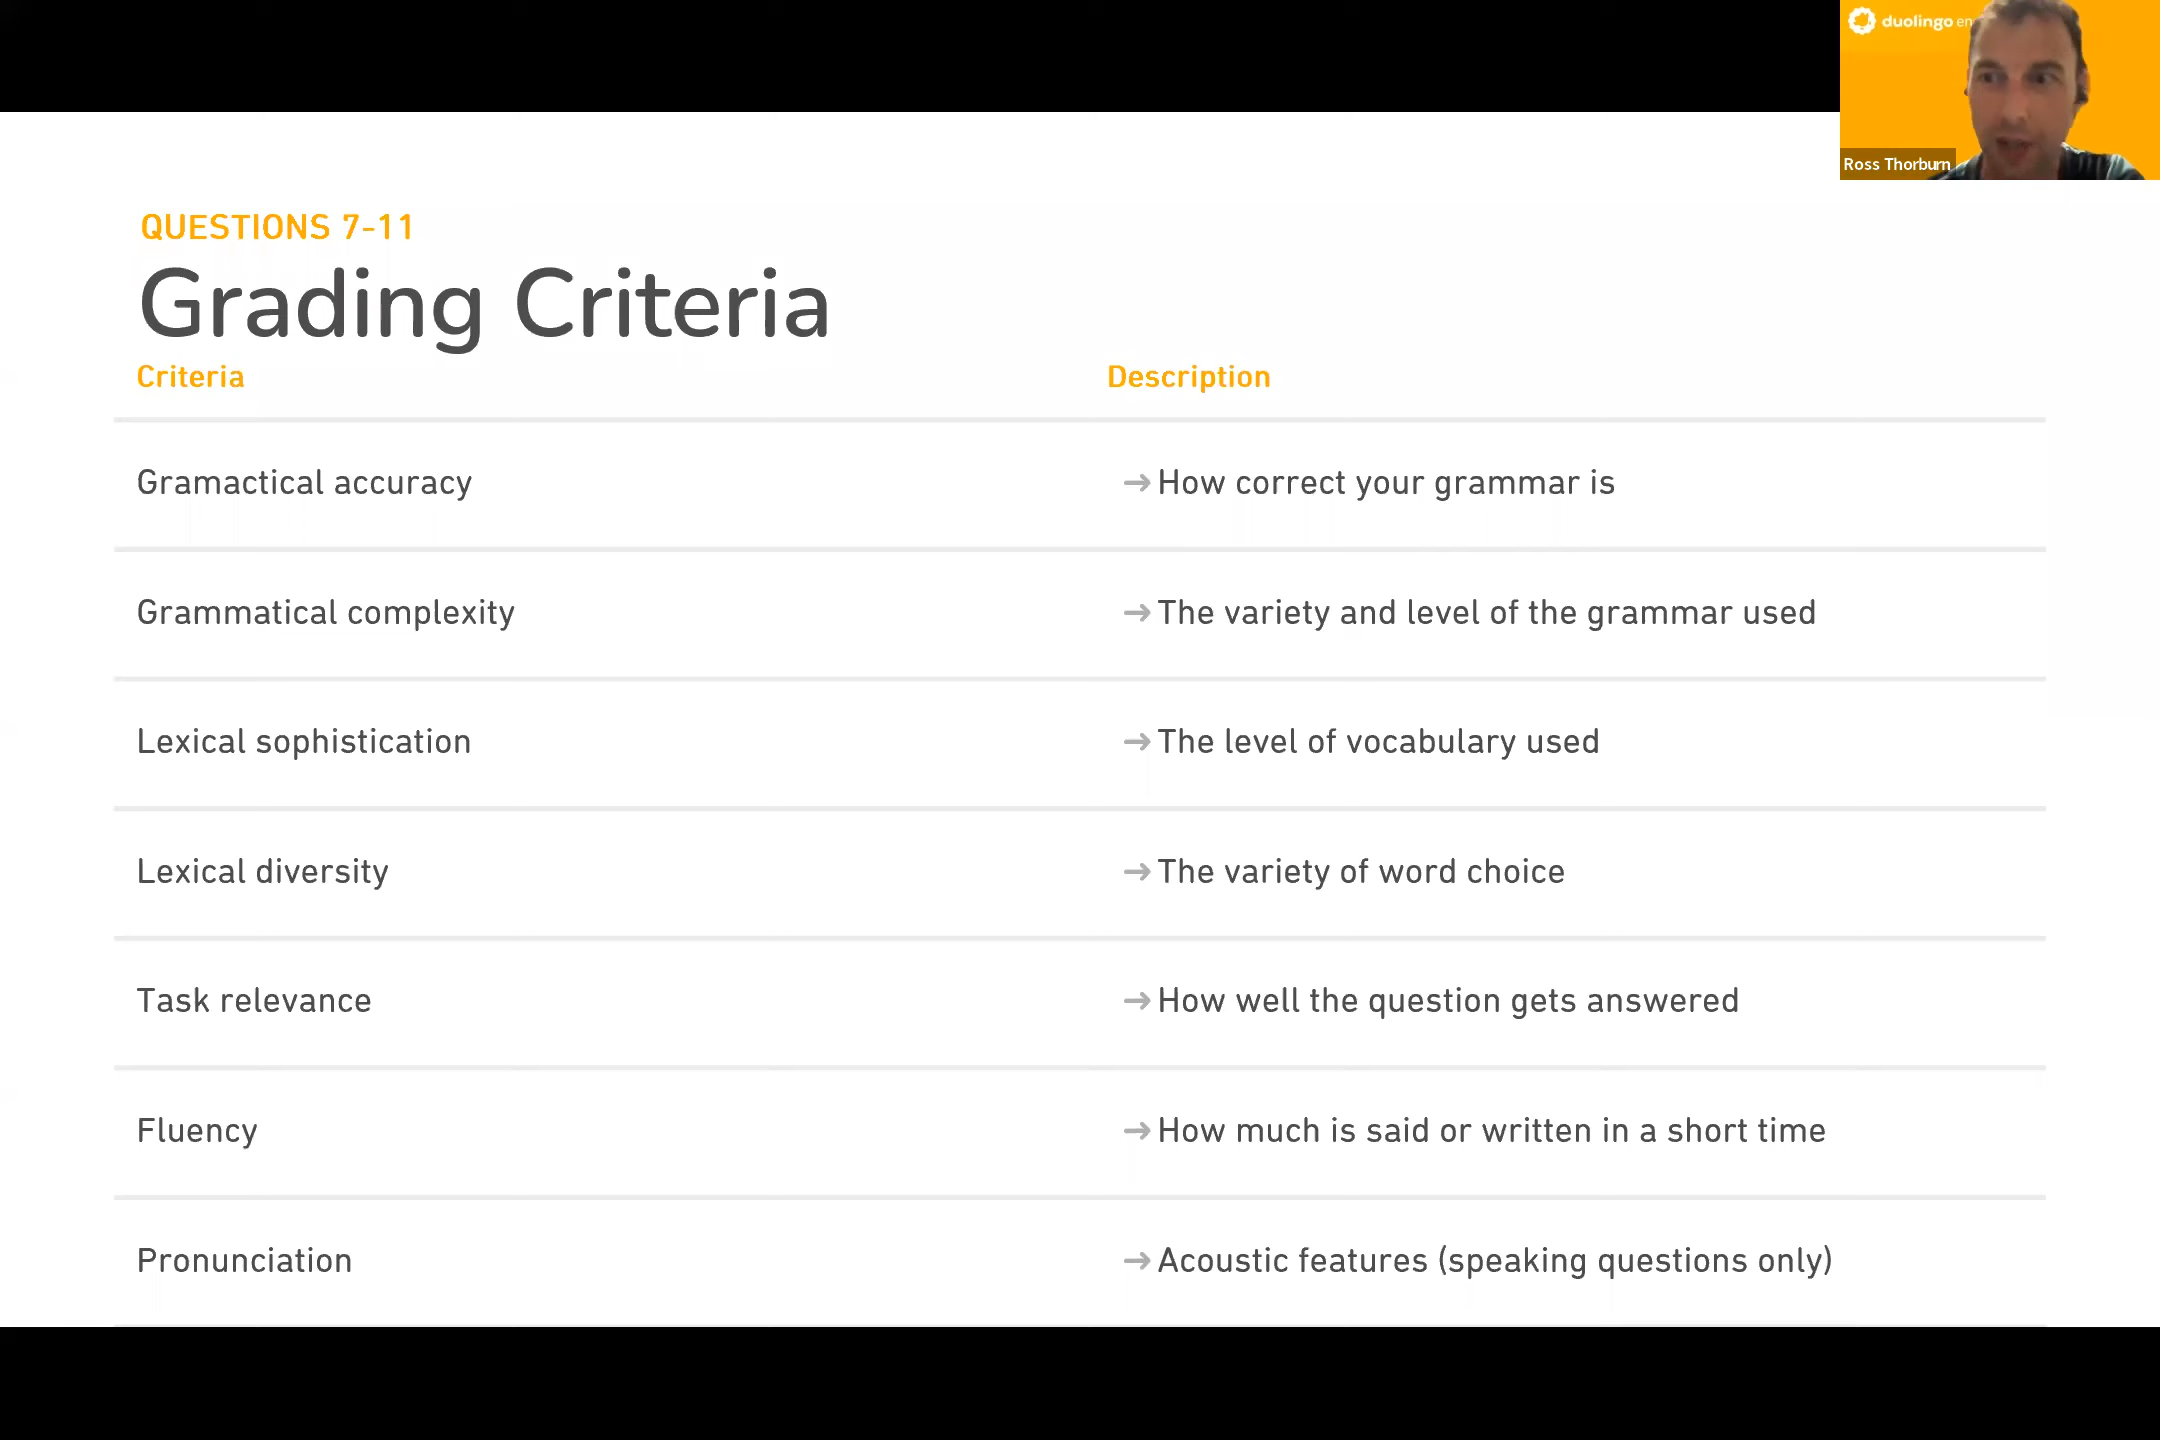 duolingo en
Ross Thorburn
QUESTIONS 7-11
Grading Criteria
Criteria Description
Gramactical accuracy → How correct your grammar is
Grammatical complexity → The variety and level of the grammar used
Lexical sophistication → The level of vocabulary used
Lexical diversity → The variety of word choice
Task relevance → How well the question gets answered
Fluency → How much is said or written in a short time
Pronunciation → Acoustic features (speaking questions only)